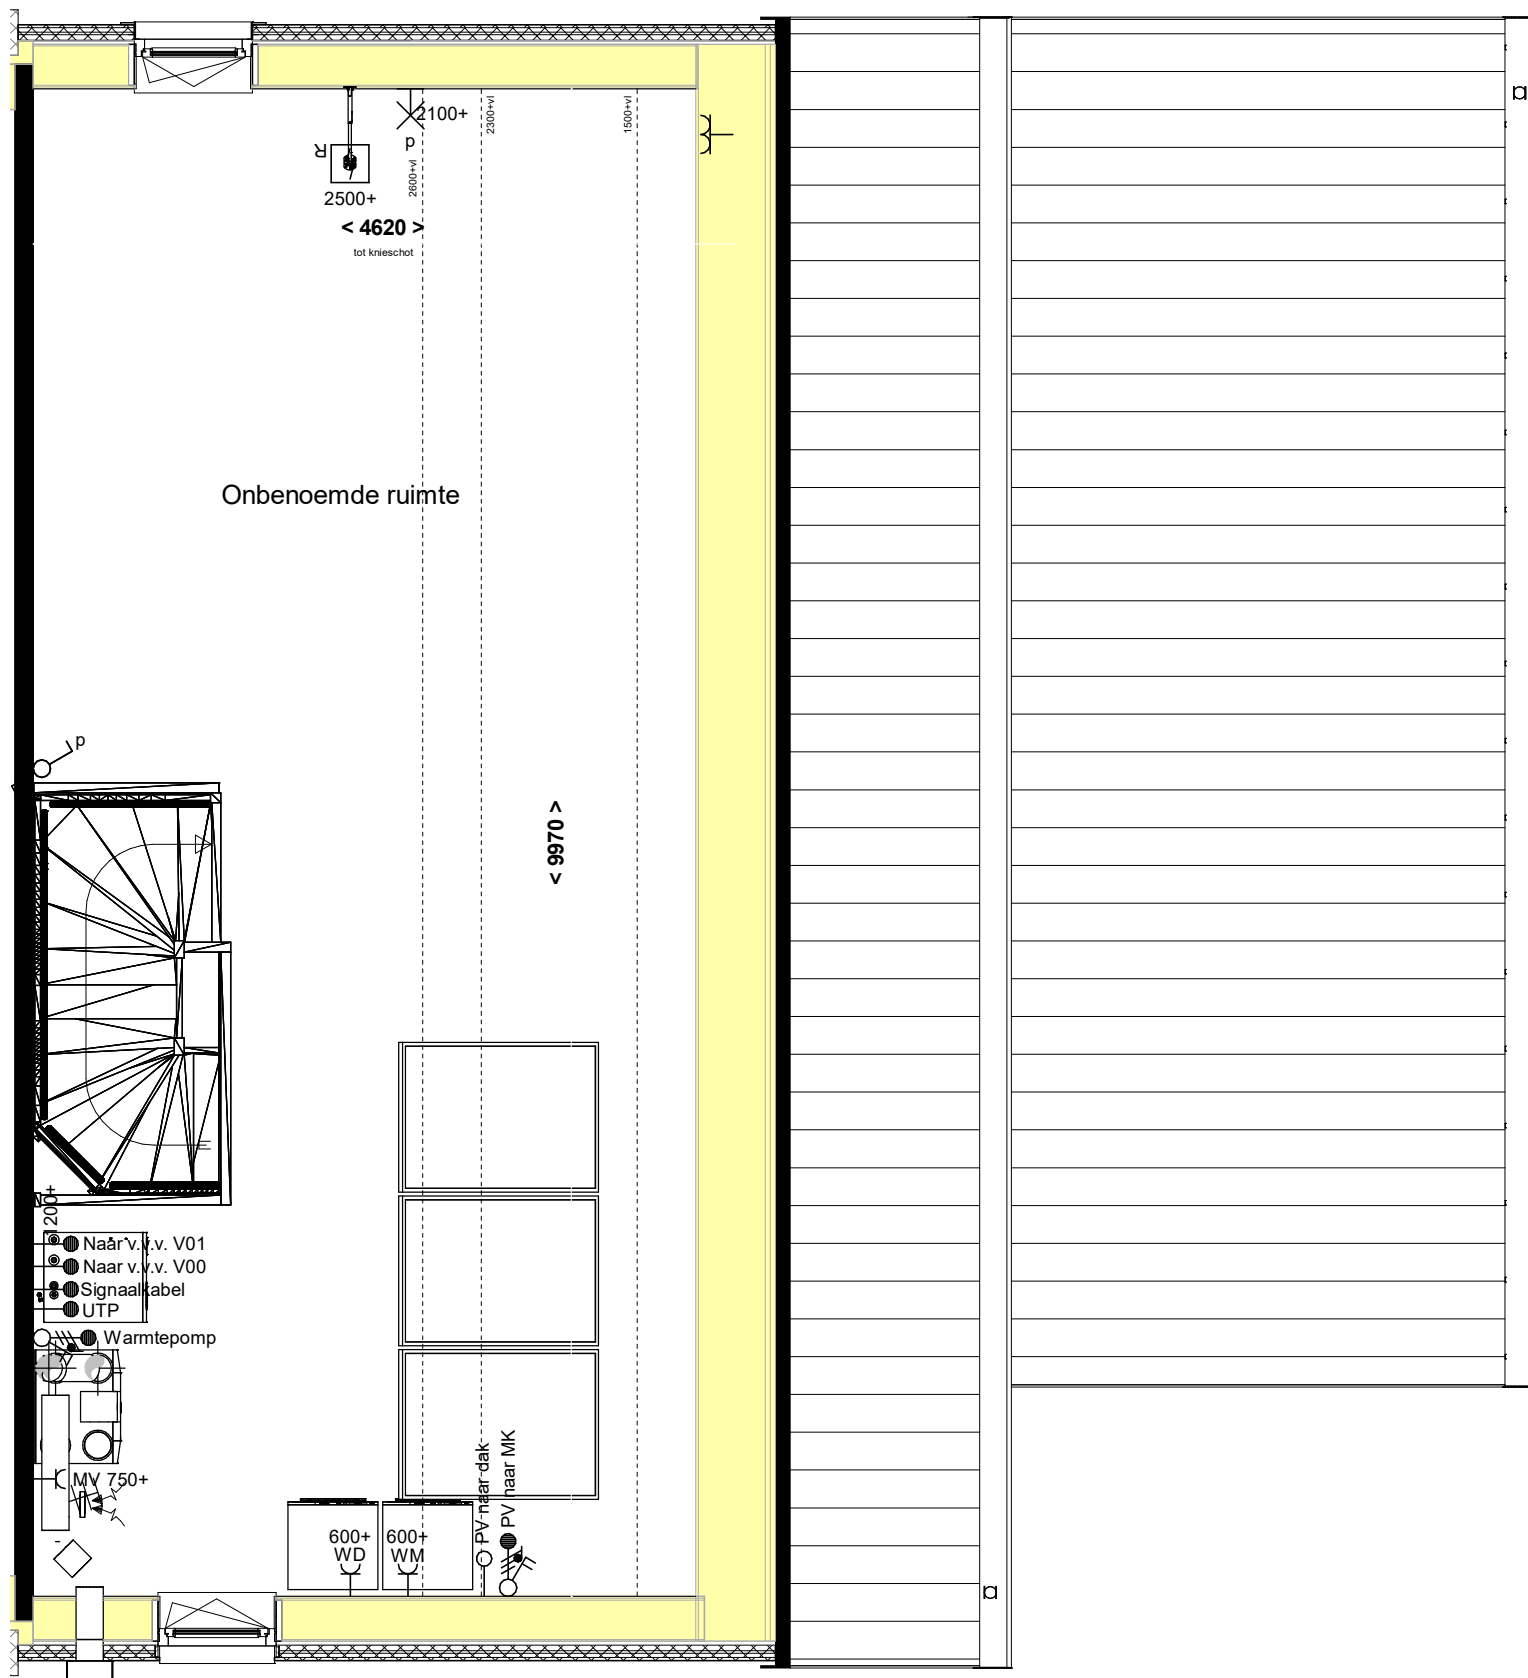 2100+
p
R
2500+
2600+vl
2300+vl
1500+vl
< 4620 >
tot knieschot
Onbenoemde ruimte
p
< 9970 >
1200+
Naar v.v.v. V01
Naar v.v.v. V00
Signaalkabel
UTP
Warmtepomp
MV 750+
600+
WD
600+
WM
PV naar dak
PV naar MK